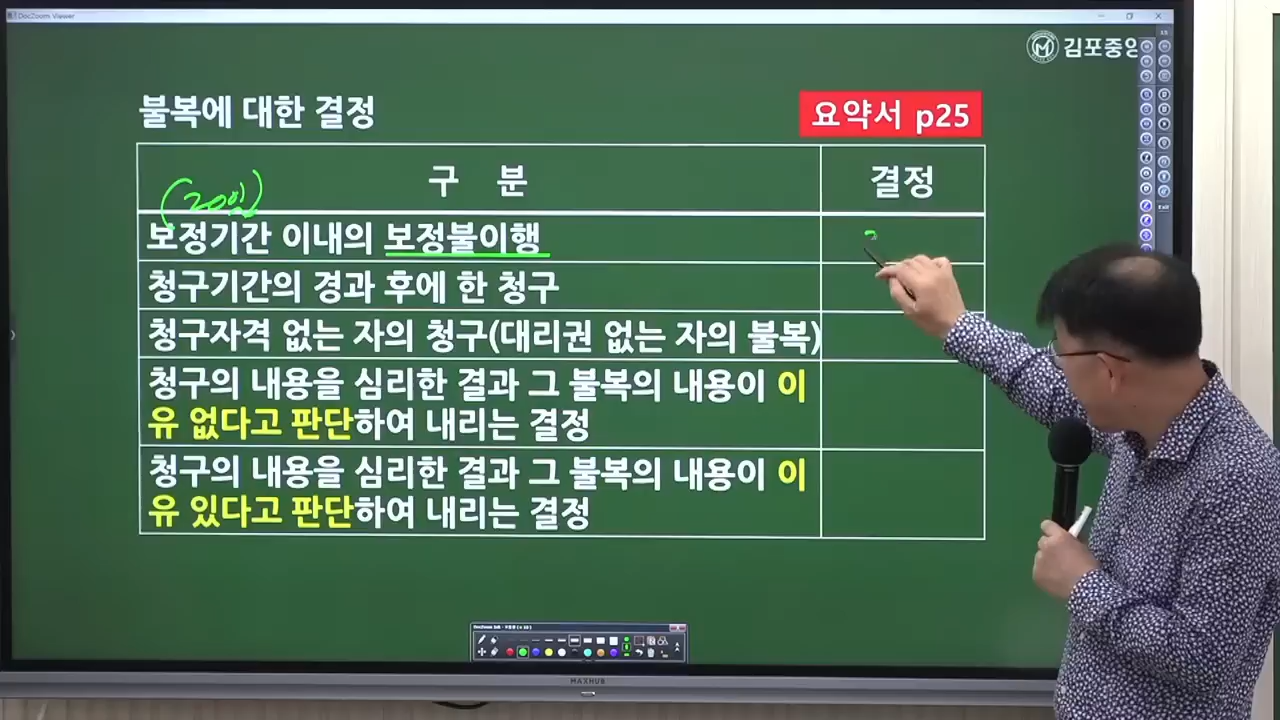 DocZoom Viewer
김포중앙
불복에 대한 결정
요약서 p25
구 분
결정
(20일)
보정기간 이내의 보정불이행
청구기간의 경과 후에 한 청구
청구자격 없는 자의 청구(대리권 없는 자의 불복)
청구의 내용을 심리한 결과 그 불복의 내용이 이
유 없다고 판단하여 내리는 결정
청구의 내용을 심리한 결과 그 불복의 내용이 이
유 있다고 판단하여 내리는 결정
MAXHUB